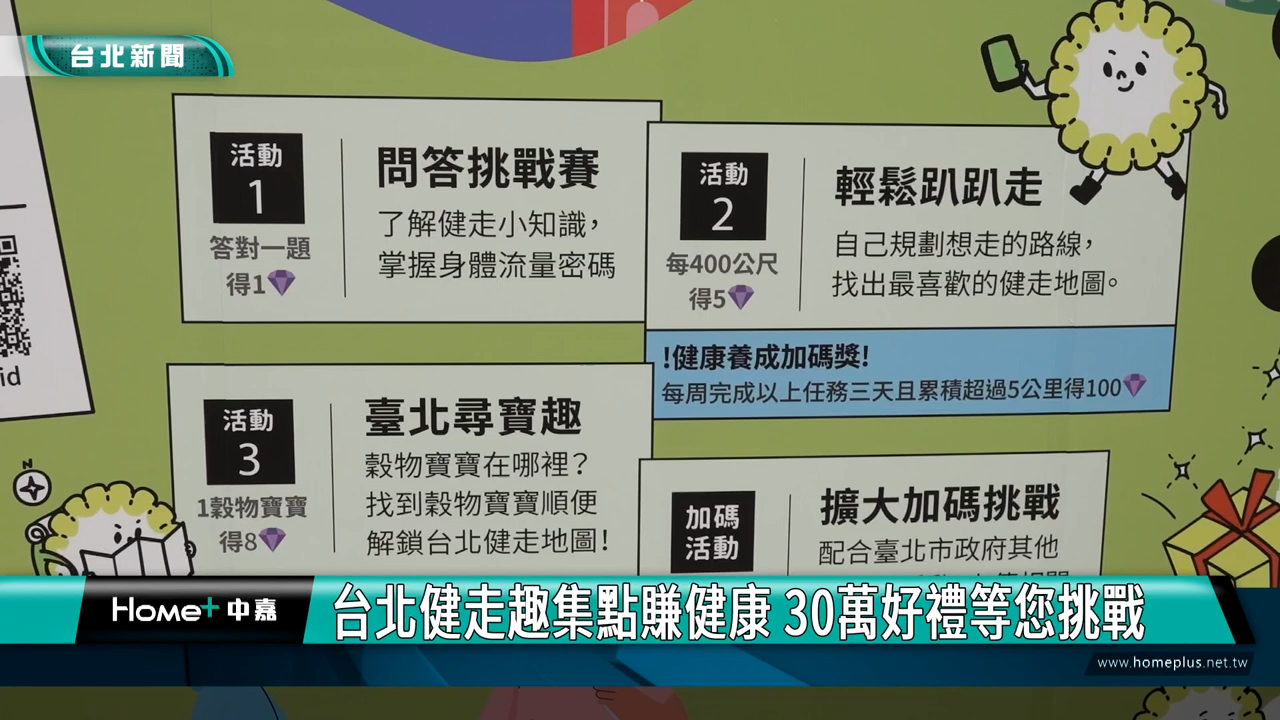 台北新聞
活動
1
答對一題
得1
問答挑戰賽
了解健走小知識，
掌握身體流量密碼
活動
2
每400公尺
得5
輕鬆趴趴走
自己規劃想走的路線，
找出最喜歡的健走地圖。
!健康養成加碼獎!
每周完成以上任務三天且累積超過5公里得100
id
活動
3
1穀物寶寶
得8
臺北尋寶趣
穀物寶寶在哪裡？
找到穀物寶寶順便
解鎖台北健走地圖！
N
加碼
活動
擴大加碼挑戰
配合臺北市政府其他
Home+ 中嘉
台北健走趣集點賺健康 30萬好禮等您挑戰
www.homeplus.net.tw